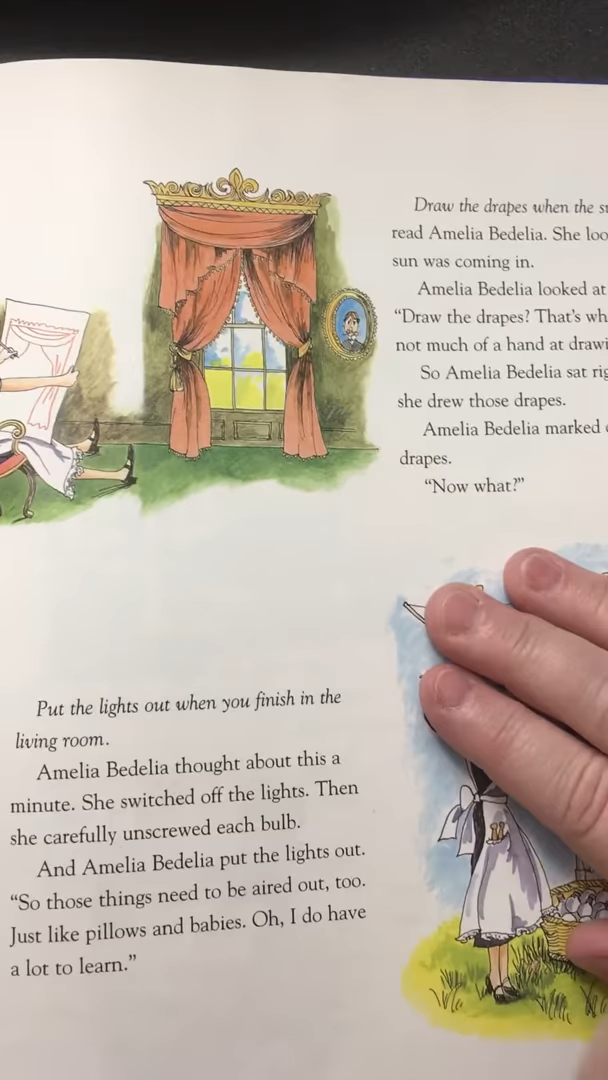 Draw the drapes when the
read Amelia Bedelia. She
sun was coming in.
Amelia Bedelia looked at
“Draw the drapes? That’s
not much of a hand at
So Amelia Bedelia sat
she drew those drapes.
Amelia Bedelia marked
drapes.
“Now what?”
Put the lights out when you finish in the
living room.
Amelia Bedelia thought about this a
minute. She switched off the lights. Then
she carefully unscrewed each bulb.
And Amelia Bedelia put the lights out.
“So those things need to be aired out, too.
Just like pillows and babies. Oh, I do have
a lot to learn.”